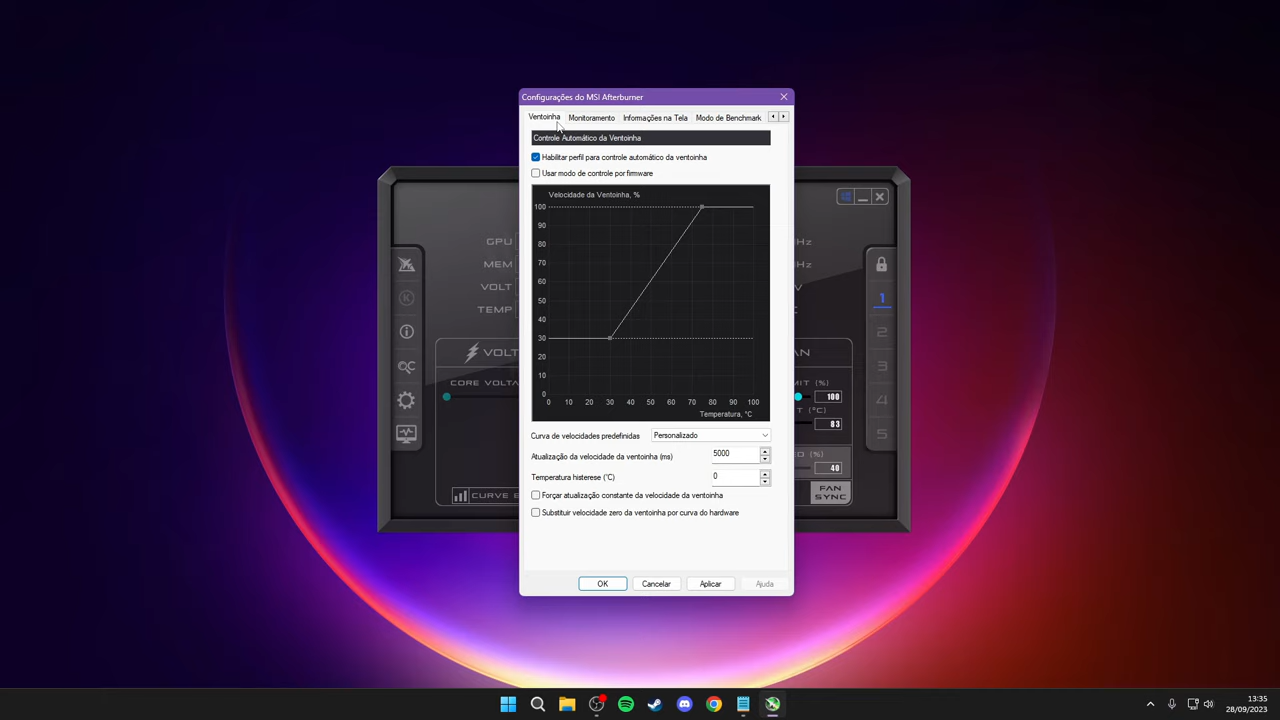 Configurações do MSI Afterburner
Ventoinha Monitoramento Informações na Tela Modo de Benchmark
Controle Automático da Ventoinha
Habilitar perfil para controle automático da ventoinha
Usar modo de controle por firmware
Velocidade da Ventoinha, %
100
90
80
70
60
50
40
30
20
10
0
0 10 20 30 40 50 60 70 80 90 100
Temperatura, °C
Curva de velocidades predefinidas Personalizado
Atualização da velocidade da ventoinha (ms) 5000
Temperatura histerese (°C) 0
Forçar atualização constante da velocidade da ventoinha
Substituir velocidade zero da ventoinha por curva do hardware
OK Cancelar Aplicar Ajuda
GPU
MEM
VOLT
TEMP
CORE VOLTA
CURVE E
Hz
Hz
V
100
(°C)
83
(%)
40
FAN
SYNC
K
1
2
3
4
5
13:35
28/09/2023